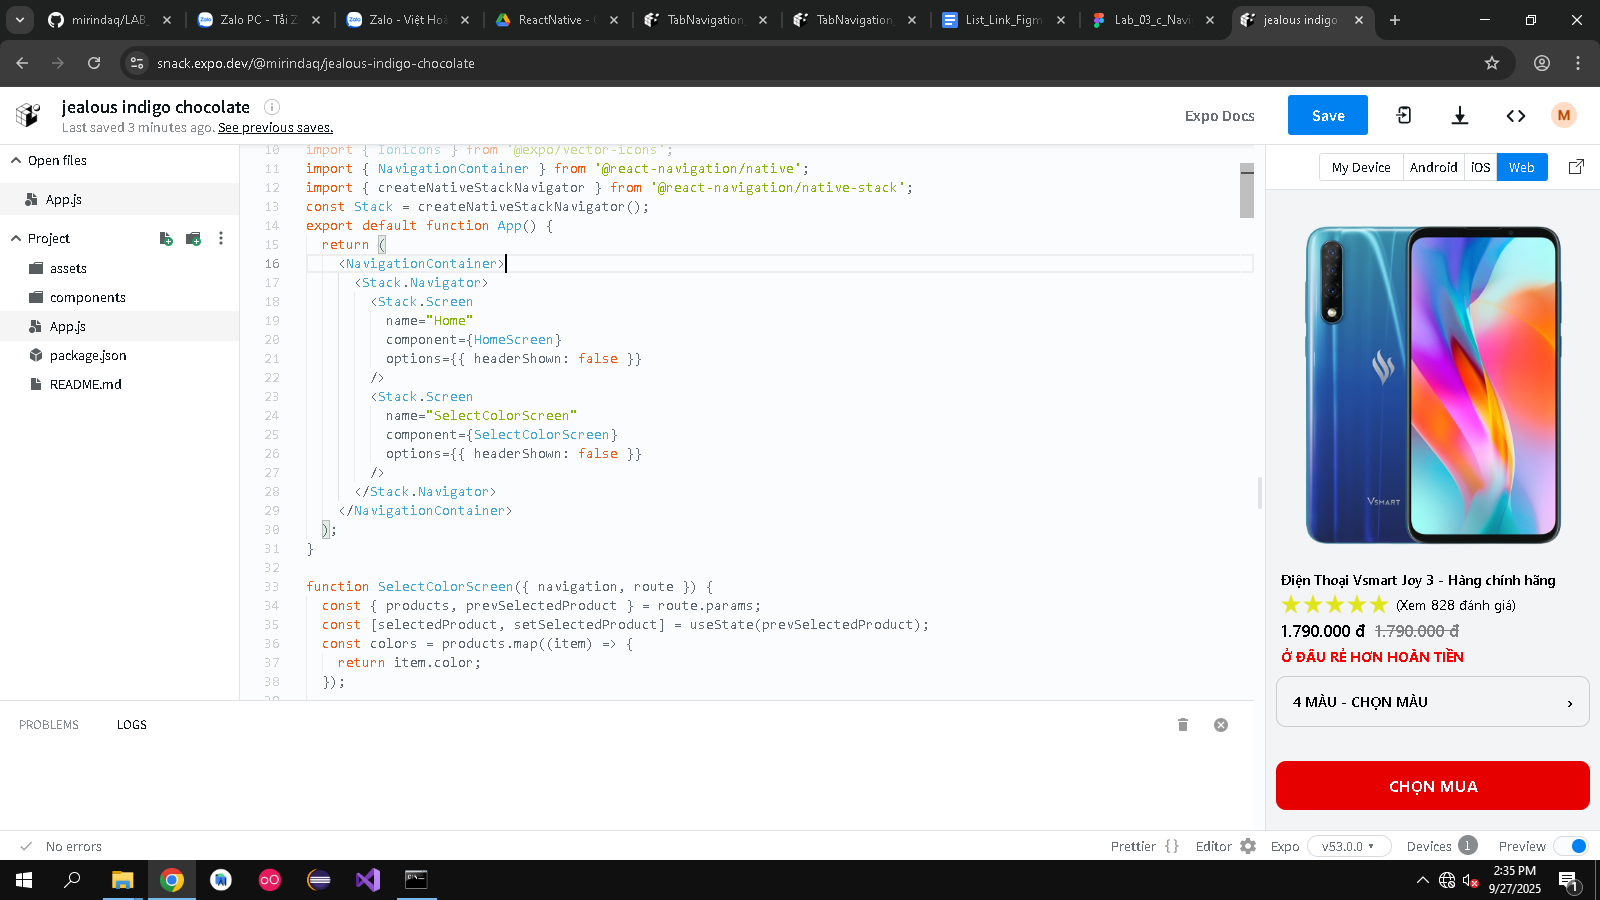 mirindaq/LAB_
Zalo PC - Tải Z
Zalo - Việt Hoà
ReactNative -
TabNavigation
TabNavigation
List_Link_Figm
Lab_03_c_Navi
jealous indigo
snack.expo.dev/@mirindaq/jealous-indigo-chocolate
jealous indigo chocolate
Last saved 3 minutes ago. See previous saves.
Expo Docs
Save
M
Open files
App.js
Project
assets
components
App.js
package.json
README.md
10 import { Ionicons } from '@expo/vector-icons';
11 import { NavigationContainer } from '@react-navigation/native';
12 import { createNativeStackNavigator } from '@react-navigation/native-stack';
13 const Stack = createNativeStackNavigator();
14 export default function App() {
15 return (
16 <NavigationContainer>
17 <Stack.Navigator>
18 <Stack.Screen
19 name="Home"
20 component={HomeScreen}
21 options={{ headerShown: false }}
22 />
23 <Stack.Screen
24 name="SelectColorScreen"
25 component={SelectColorScreen}
26 options={{ headerShown: false }}
27 />
28 </Stack.Navigator>
29 </NavigationContainer>
30 );
31 }
32
33 function SelectColorScreen({ navigation, route }) {
34 const { products, prevSelectedProduct } = route.params;
35 const [selectedProduct, setSelectedProduct] = useState(prevSelectedProduct);
36 const colors = products.map((item) => {
37 return item.color;
38 });
My Device
Android
iOS
Web
VSMART
Điện Thoại Vsmart Joy 3 - Hàng chính hãng
(Xem 828 đánh giá)
1.790.000 đ 1.790.000 đ
Ở ĐÂU RẺ HƠN HOÀN TIỀN
4 MÀU - CHỌN MÀU ›
CHỌN MUA
PROBLEMS
LOGS
No errors
Prettier { }
Editor
Expo
v53.0.0
Devices 1
Preview
2:35 PM
9/27/2025
1